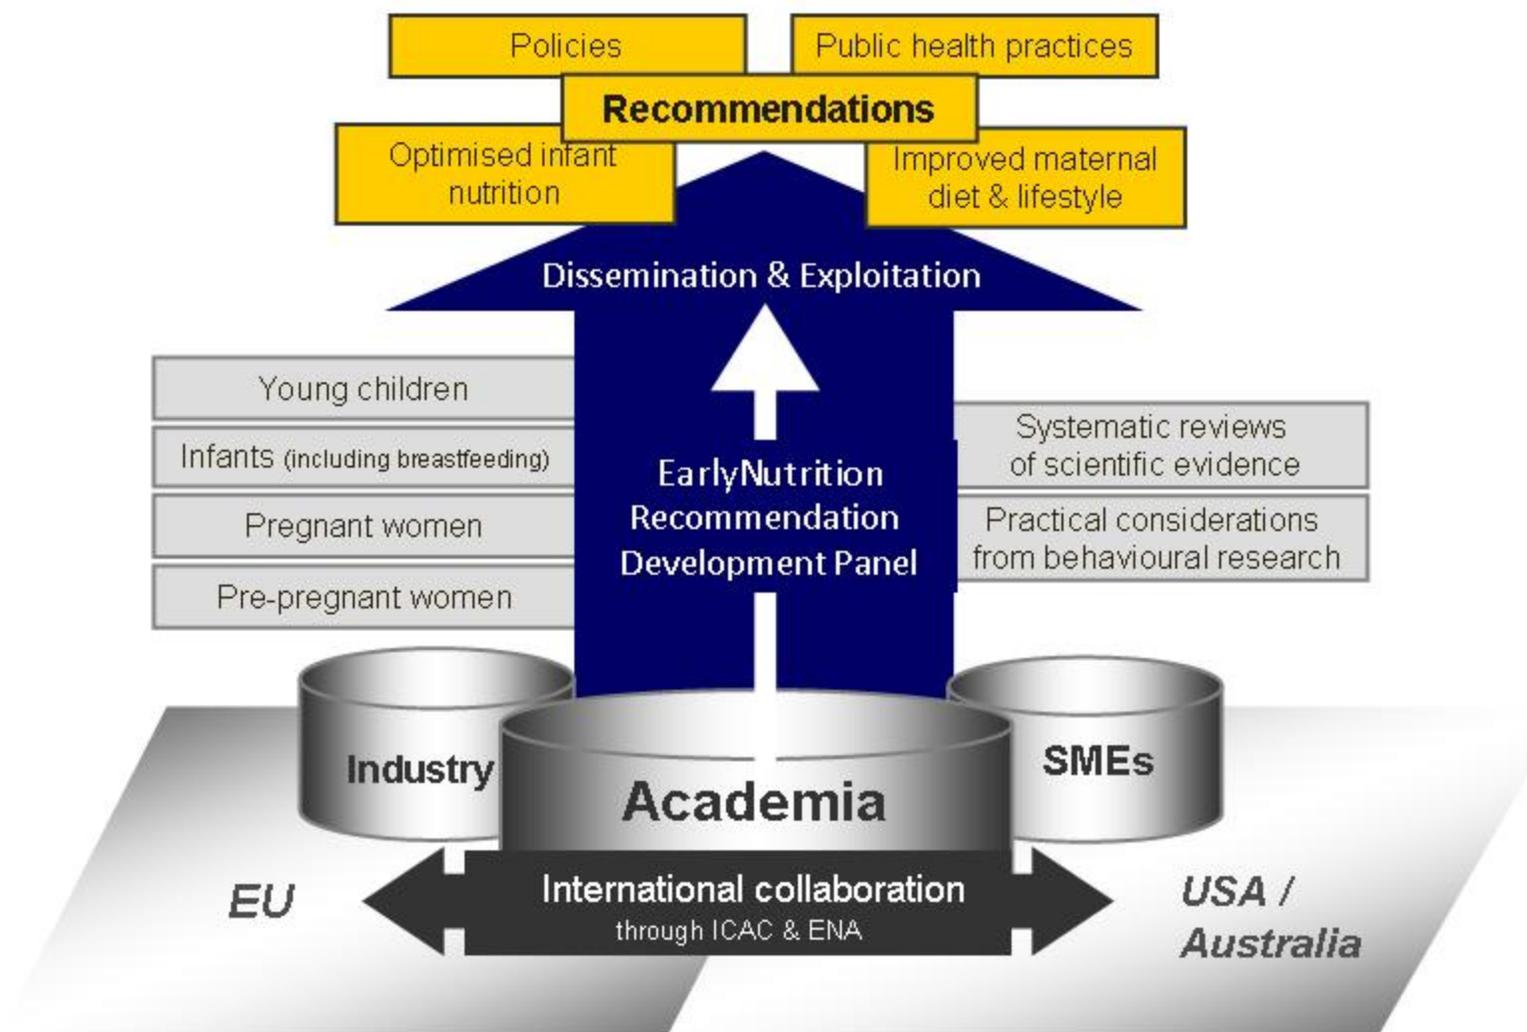 Policies
Public health practices
Recommendations
Optimised infant
nutrition
Improved maternal
diet & lifestyle
Dissemination & Exploitation
Young children
Infants (including breastfeeding)
Pregnant women
Pre-pregnant women
EarlyNutrition
Recommendation
Development Panel
Systematic reviews
of scientific evidence
Practical considerations
from behavioural research
Industry
Academia
SMEs
EU
International collaboration
through ICAC & ENA
USA /
Australia